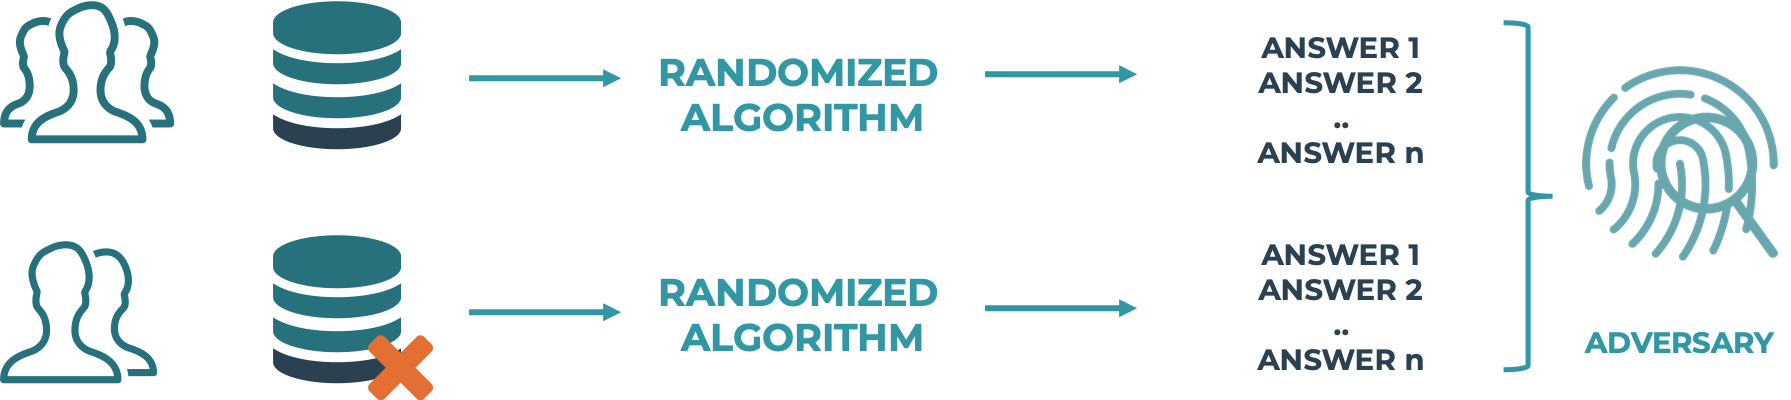 RANDOMIZED
ALGORITHM
ANSWER 1
ANSWER 2
..
ANSWER n
RANDOMIZED
ALGORITHM
ANSWER 1
ANSWER 2
..
ANSWER n
ADVERSARY